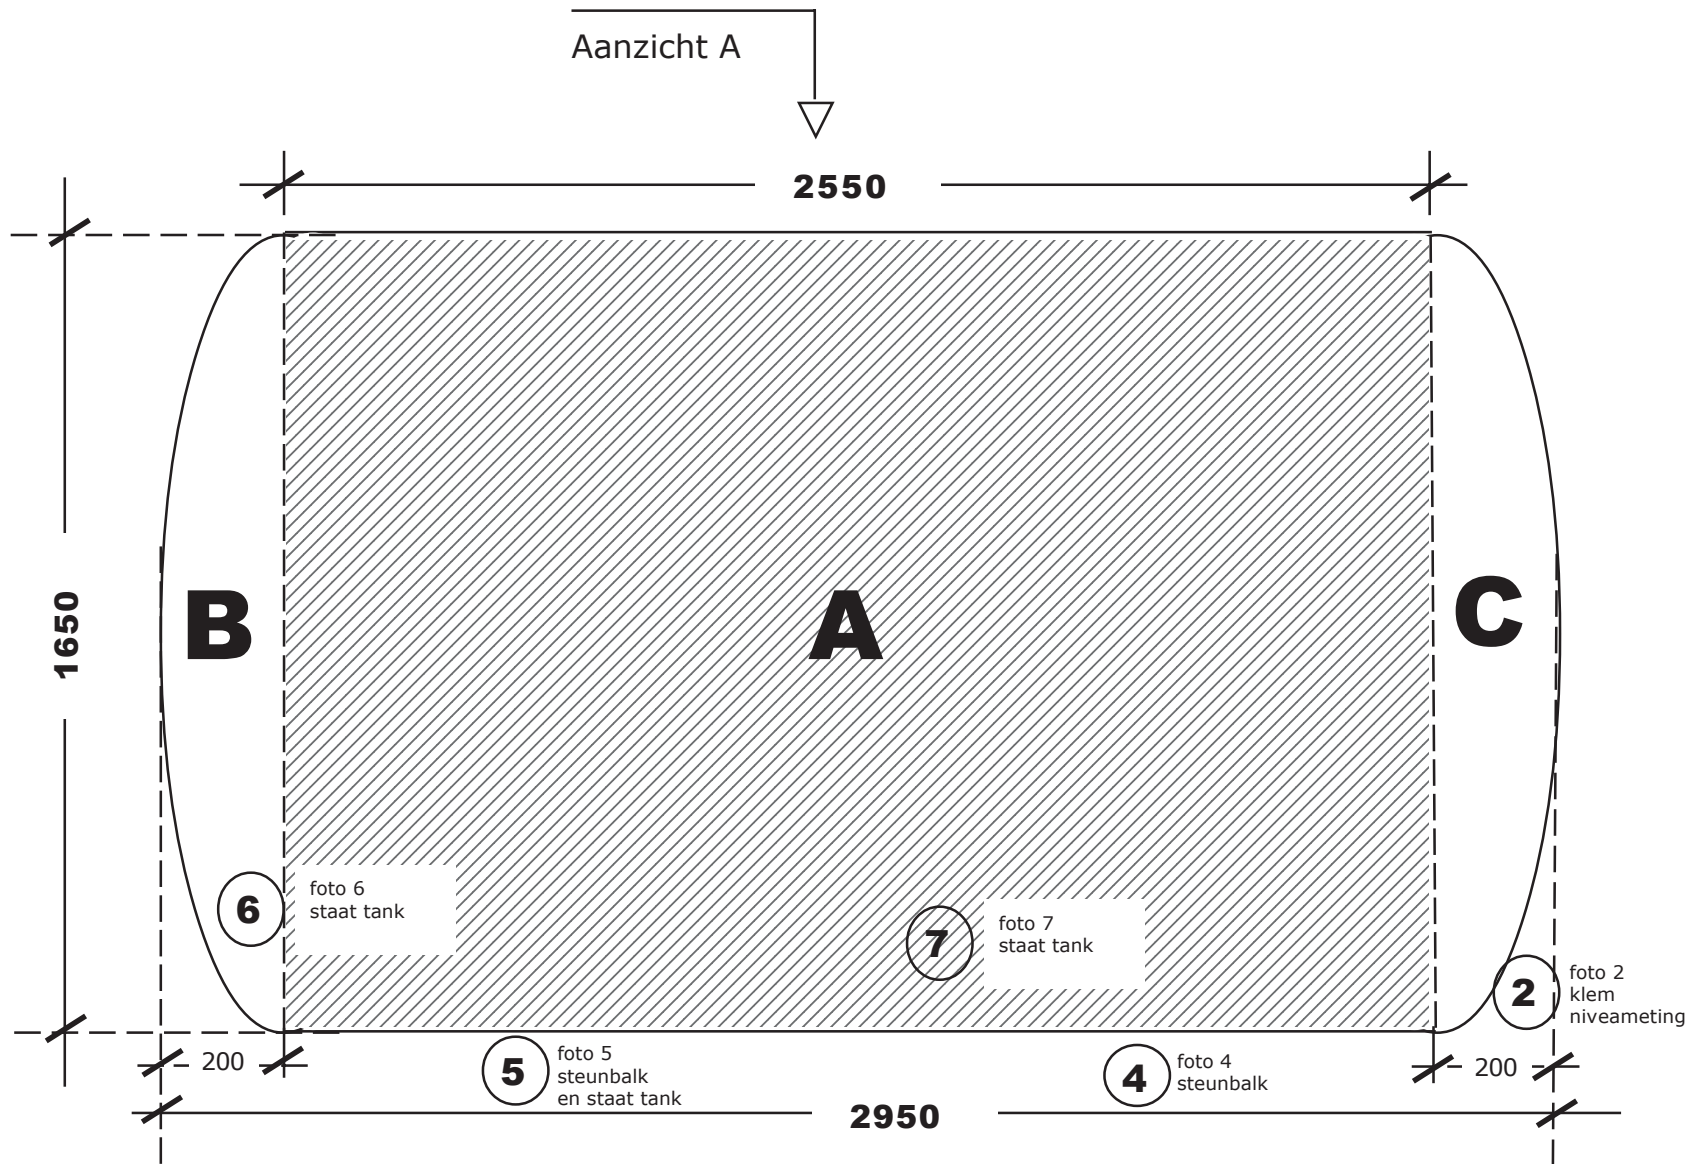 Aanzicht A
2550
1650
B
A
C
6
foto 6
staat tank
7
foto 7
staat tank
2
foto 2
klem
niveameting
200
5
foto 5
steunbalk
en staat tank
4
foto 4
steunbalk
200
2950